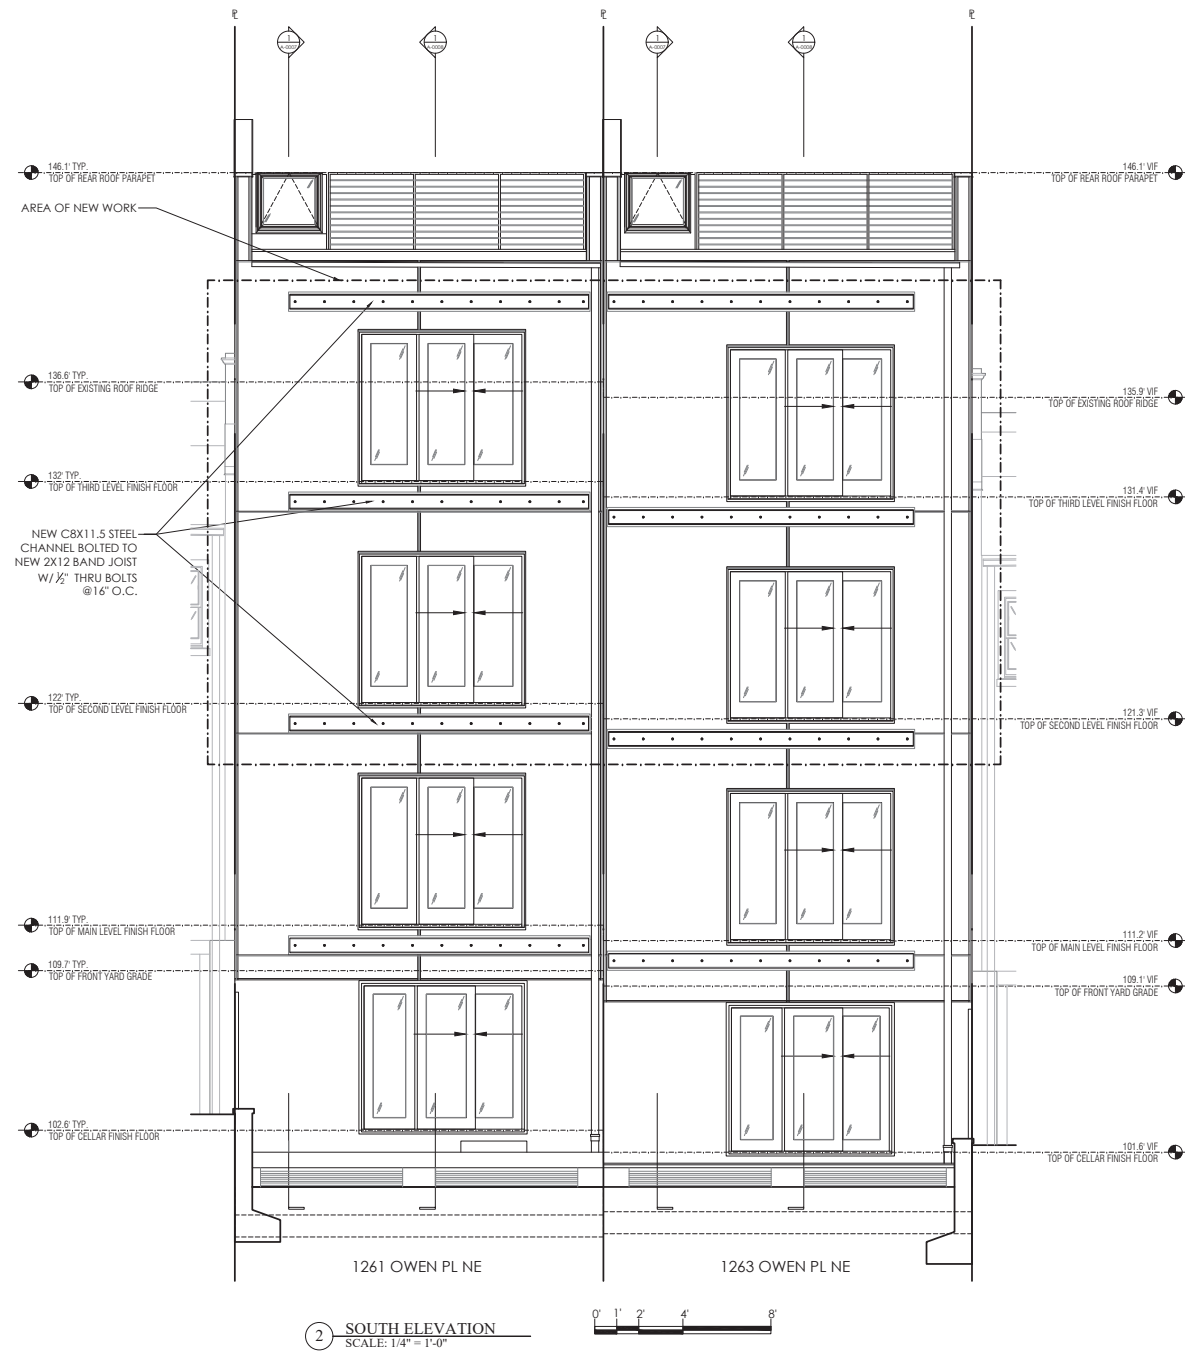 ℄ ℄ ℄
1 1 1 1
A-0007 A-0008 A-0007 A-0008
146.1' TYP.
TOP OF REAR ROOF PARAPET
146.1' VIF
TOP OF REAR ROOF PARAPET
AREA OF NEW WORK
136.6' TYP.
TOP OF EXISTING ROOF RIDGE
135.9' VIF
TOP OF EXISTING ROOF RIDGE
132' TYP.
TOP OF THIRD LEVEL FINISH FLOOR
131.4' VIF
TOP OF THIRD LEVEL FINISH FLOOR
NEW C8X11.5 STEEL
CHANNEL BOLTED TO
NEW 2X12 BAND JOIST
W/ ½" THRU BOLTS
@16" O.C.
122' TYP.
TOP OF SECOND LEVEL FINISH FLOOR
121.3' VIF
TOP OF SECOND LEVEL FINISH FLOOR
111.9' TYP.
TOP OF MAIN LEVEL FINISH FLOOR
111.2' VIF
TOP OF MAIN LEVEL FINISH FLOOR
109.7' TYP.
TOP OF FRONT YARD GRADE
109.1' VIF
TOP OF FRONT YARD GRADE
102.6' TYP.
TOP OF CELLAR FINISH FLOOR
101.6' VIF
TOP OF CELLAR FINISH FLOOR
1261 OWEN PL NE 1263 OWEN PL NE
0' 1' 2' 4' 8'
2 SOUTH ELEVATION
SCALE: 1/4" = 1'-0"